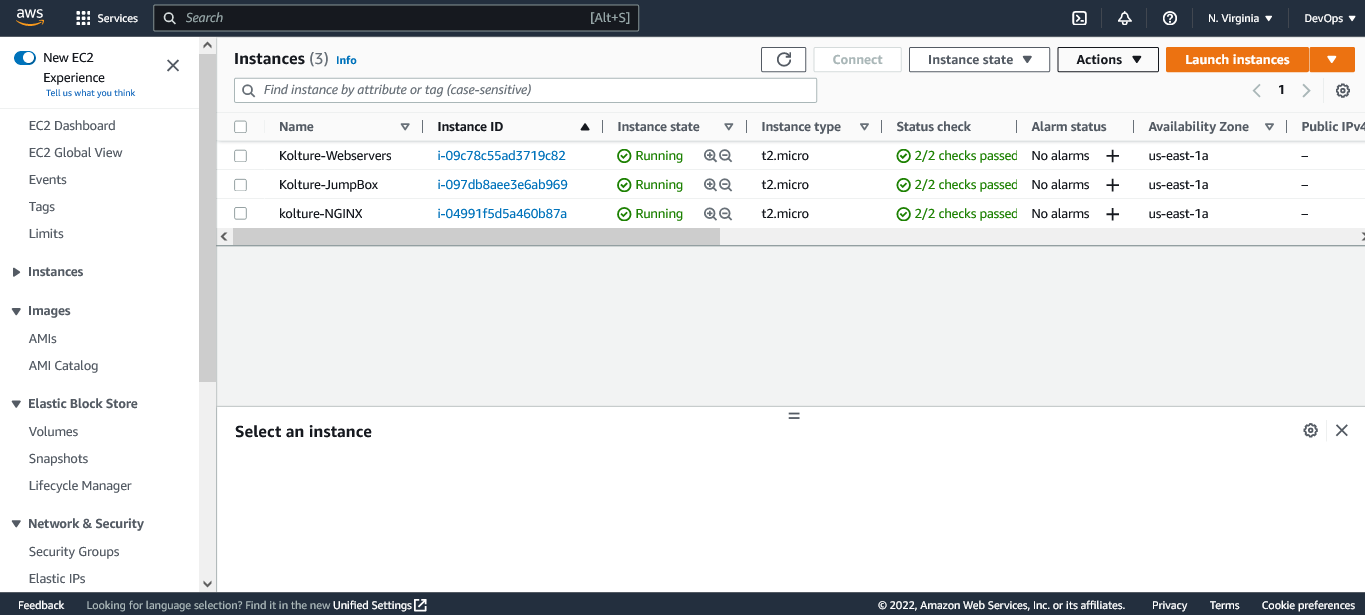 aws Services Search [Alt+S] N. Virginia DevOps
New EC2
Experience
Tell us what you think
EC2 Dashboard
EC2 Global View
Events
Tags
Limits
Instances
Images
AMIs
AMI Catalog
Elastic Block Store
Volumes
Snapshots
Lifecycle Manager
Network & Security
Security Groups
Elastic IPs
Instances (3) Info Connect Instance state Actions Launch instances
Find instance by attribute or tag (case-sensitive) 1
Name Instance ID Instance state Instance type Status check Alarm status Availability Zone Public IPv4
Kolture-Webservers i-09c78c55ad3719c82 Running t2.micro 2/2 checks passed No alarms + us-east-1a –
Kolture-JumpBox i-097db8aee3e6ab969 Running t2.micro 2/2 checks passed No alarms + us-east-1a –
kolture-NGINX i-04991f5d5a460b87a Running t2.micro 2/2 checks passed No alarms + us-east-1a –
Select an instance
Feedback Looking for language selection? Find it in the new Unified Settings © 2022, Amazon Web Services, Inc. or its affiliates. Privacy Terms Cookie preferences